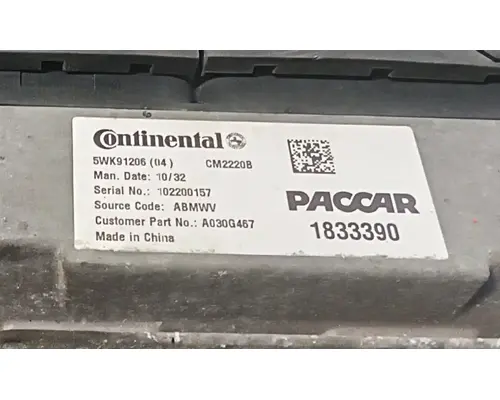 Continental
5WK91206 (04) CM2220B
Man. Date: 10/32
Serial No.: 102200157
Source Code: ABMWV
Customer Part No.: A030G467
Made in China
PACCAR
1833390